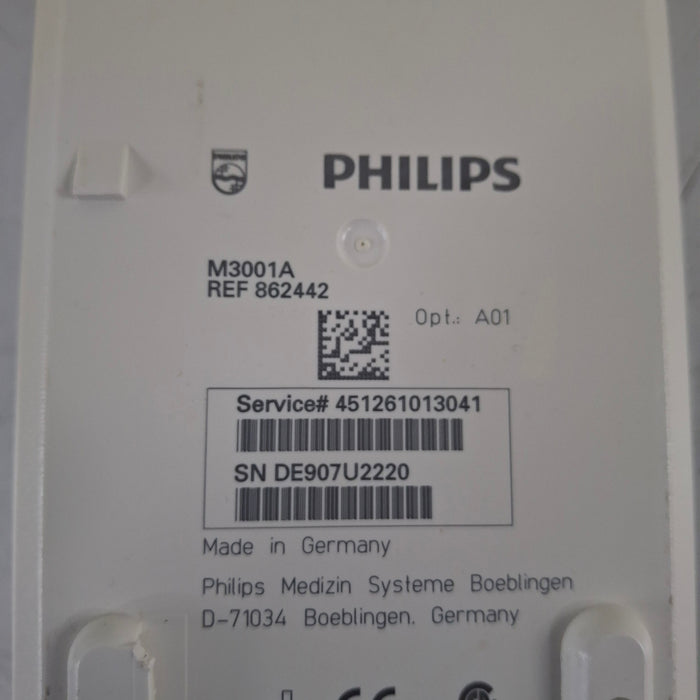 PHILIPS
M3001A
REF 862442
Opt.: A01
Service# 451261013041
SN DE907U2220
Made in Germany
Philips Medizin Systeme Boeblingen
D-71034 Boeblingen. Germany